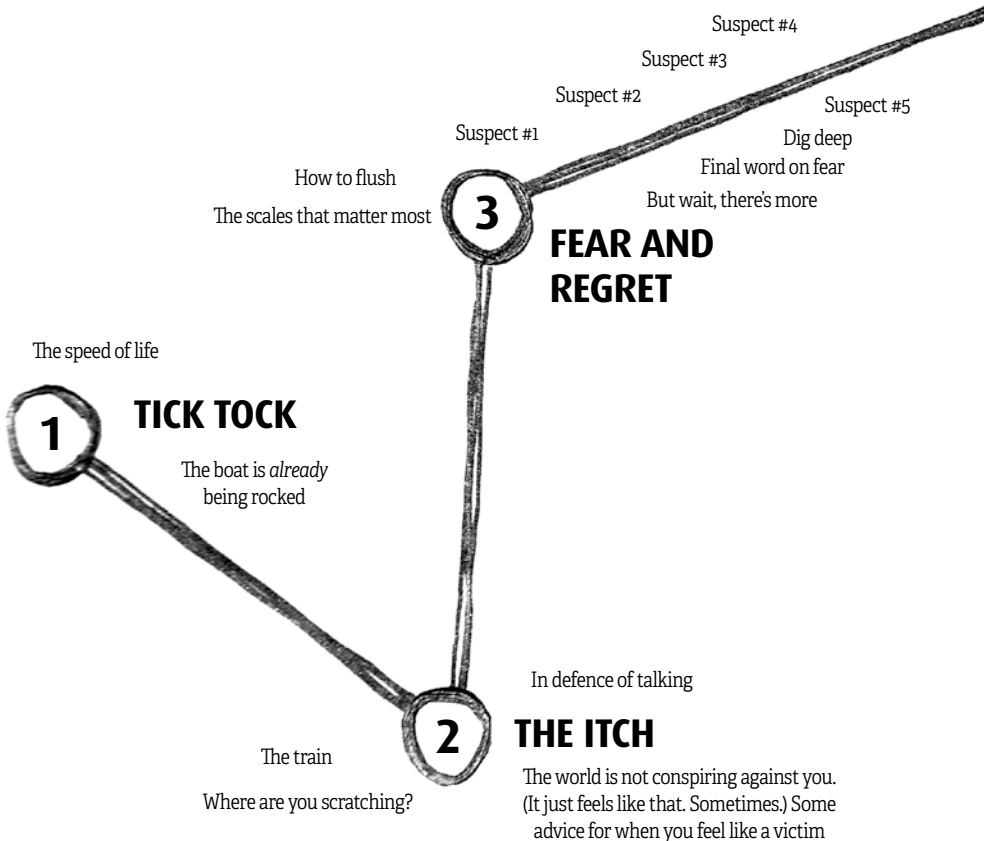 Suspect #4
Suspect #3
Suspect #2
Suspect #5
Suspect #1
Dig deep
Final word on fear
But wait, there’s more
How to flush
The scales that matter most
3
FEAR AND
REGRET
The speed of life
1
TICK TOCK
The boat is already
being rocked
In defence of talking
2
THE ITCH
The train
Where are you scratching?
The world is not conspiring against you.
(It just feels like that. Sometimes.) Some
advice for when you feel like a victim